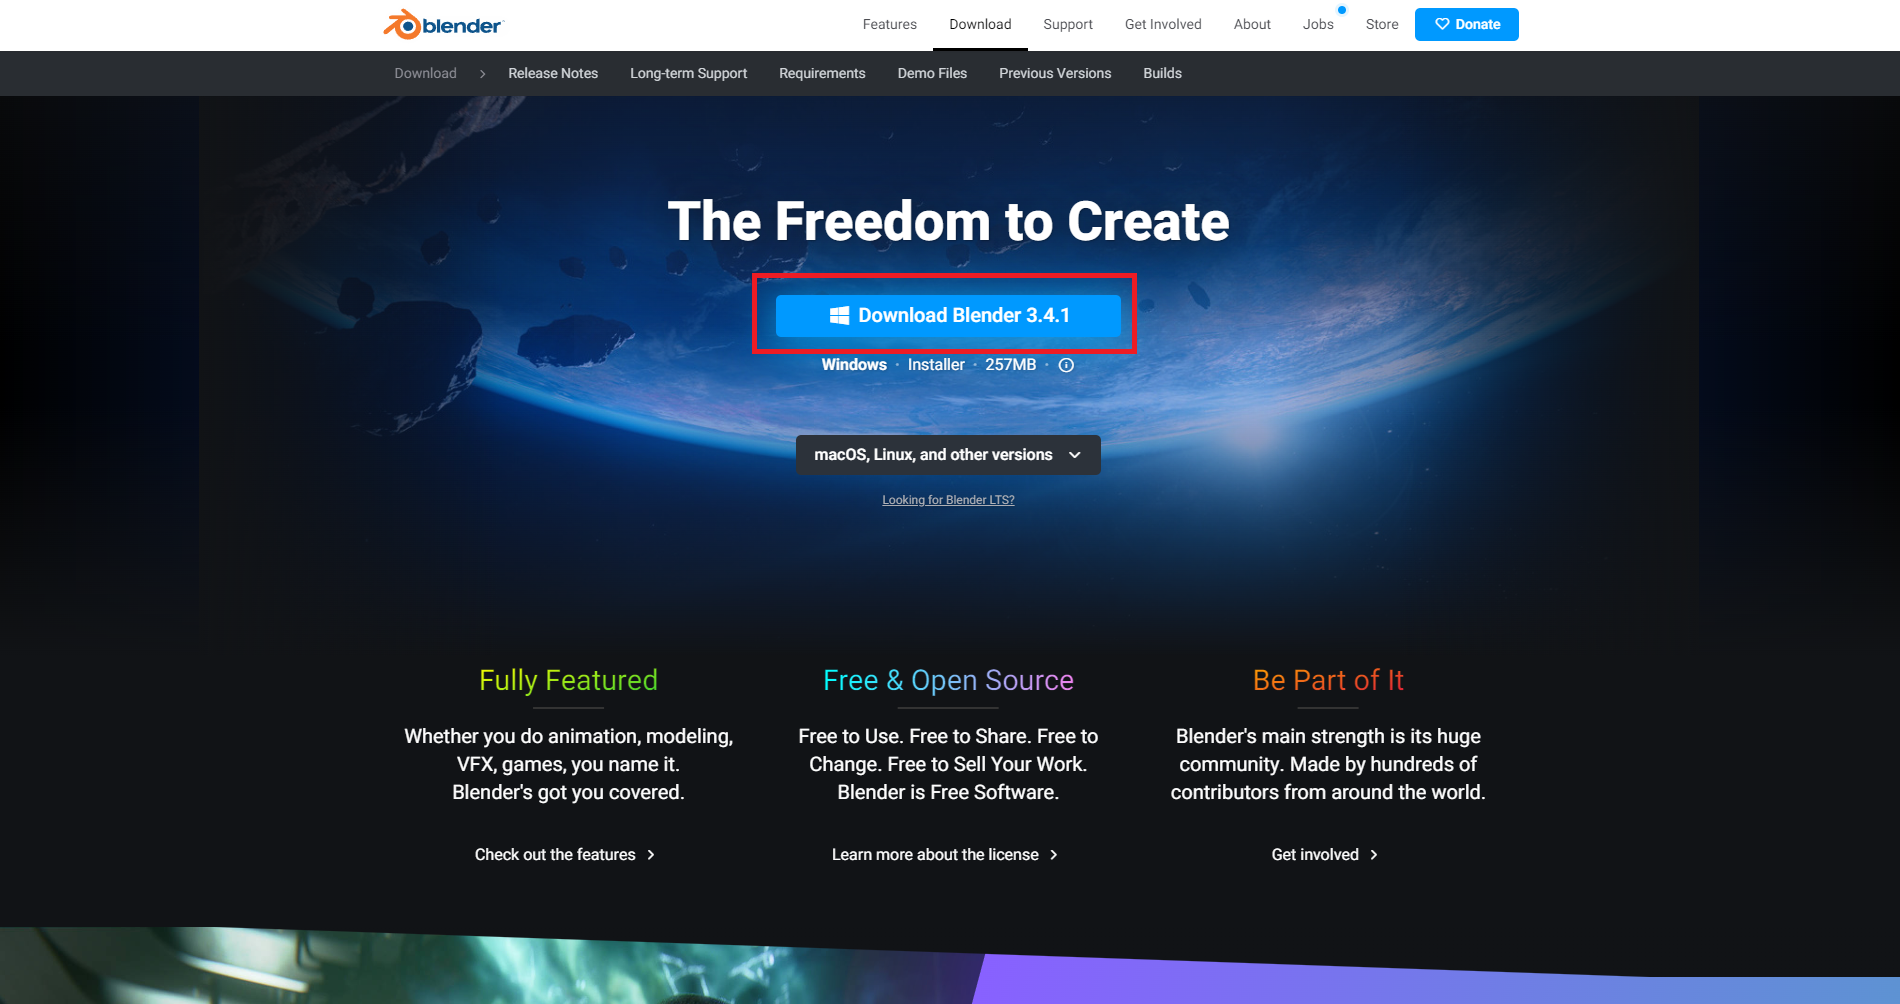 blender
Features Download Support Get Involved About Jobs Store Donate
Download Release Notes Long-term Support Requirements Demo Files Previous Versions Builds
The Freedom to Create
Download Blender 3.4.1
Windows · Installer · 257MB ·
macOS, Linux, and other versions
Looking for Blender LTS?
Fully Featured
Whether you do animation, modeling,
VFX, games, you name it.
Blender's got you covered.
Check out the features
Free & Open Source
Free to Use. Free to Share. Free to
Change. Free to Sell Your Work.
Blender is Free Software.
Learn more about the license
Be Part of It
Blender's main strength is its huge
community. Made by hundreds of
contributors from around the world.
Get involved